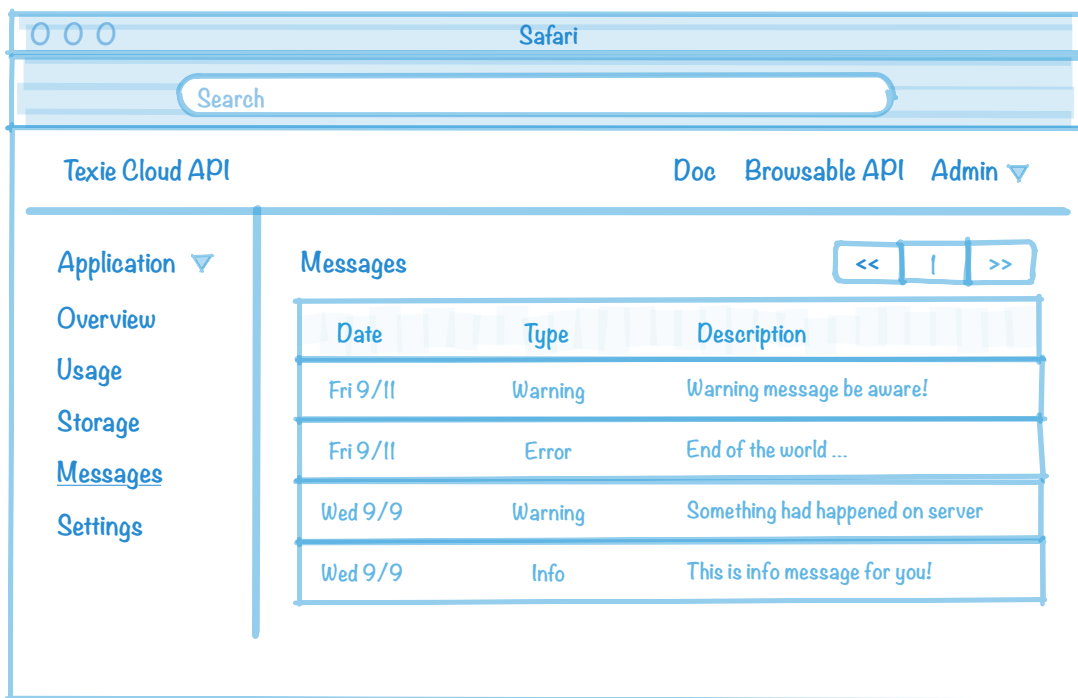 Safari
Search
Texie Cloud API Doc Browsable API Admin
Application
Overview
Usage
Storage
Messages
Settings
Messages << 1 >>
Date Type Description
Fri 9/11 Warning Warning message be aware!
Fri 9/11 Error End of the world ...
Wed 9/9 Warning Something had happened on server
Wed 9/9 Info This is info message for you!